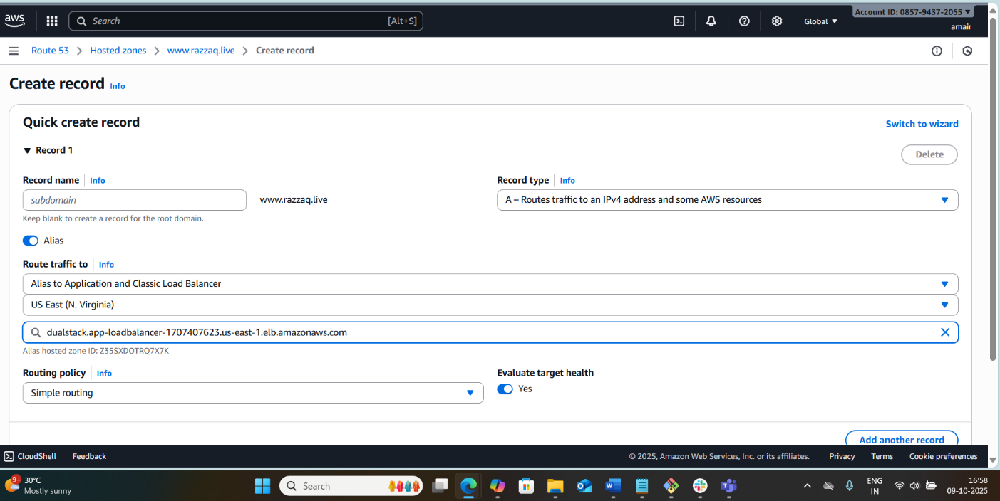 aws
Search [Alt+S]
Global
Account ID: 0857-9437-2055
amair
Route 53 > Hosted zones > www.razzaq.live > Create record
Create record Info
Quick create record
Switch to wizard
Record 1
Delete
Record name Info
Record type Info
subdomain
www.razzaq.live
A – Routes traffic to an IPv4 address and some AWS resources
Keep blank to create a record for the root domain.
Alias
Route traffic to Info
Alias to Application and Classic Load Balancer
US East (N. Virginia)
dualstack.app-loadbalancer-1707407623.us-east-1.elb.amazonaws.com
Alias hosted zone ID: Z35SXDOTRQ7X7K
Routing policy Info
Evaluate target health
Simple routing
Yes
Add another record
CloudShell Feedback © 2025, Amazon Web Services, Inc. or its affiliates. Privacy Terms Cookie preferences
9+
30°C
Mostly sunny
Search
ENG
IN
16:58
09-10-2025